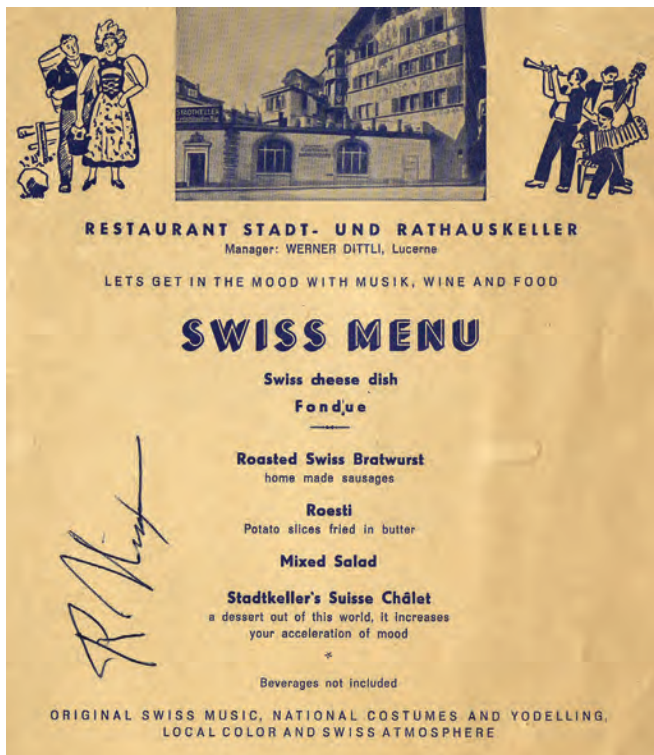 STADTKELLER
RESTAURANT STADT- UND RATHAUSKELLER
Manager: WERNER DITTLI, Lucerne
LETS GET IN THE MOOD WITH MUSIK, WINE AND FOOD
SWISS MENU
Swiss cheese dish
Fondue
Roasted Swiss Bratwurst
home made sausages
Roesti
Potato slices fried in butter
Mixed Salad
Stadtkeller's Suisse Châlet
a dessert out of this world, it increases
your acceleration of mood
*
Beverages not included
ORIGINAL SWISS MUSIC, NATIONAL COSTUMES AND YODELLING,
LOCAL COLOR AND SWISS ATMOSPHERE